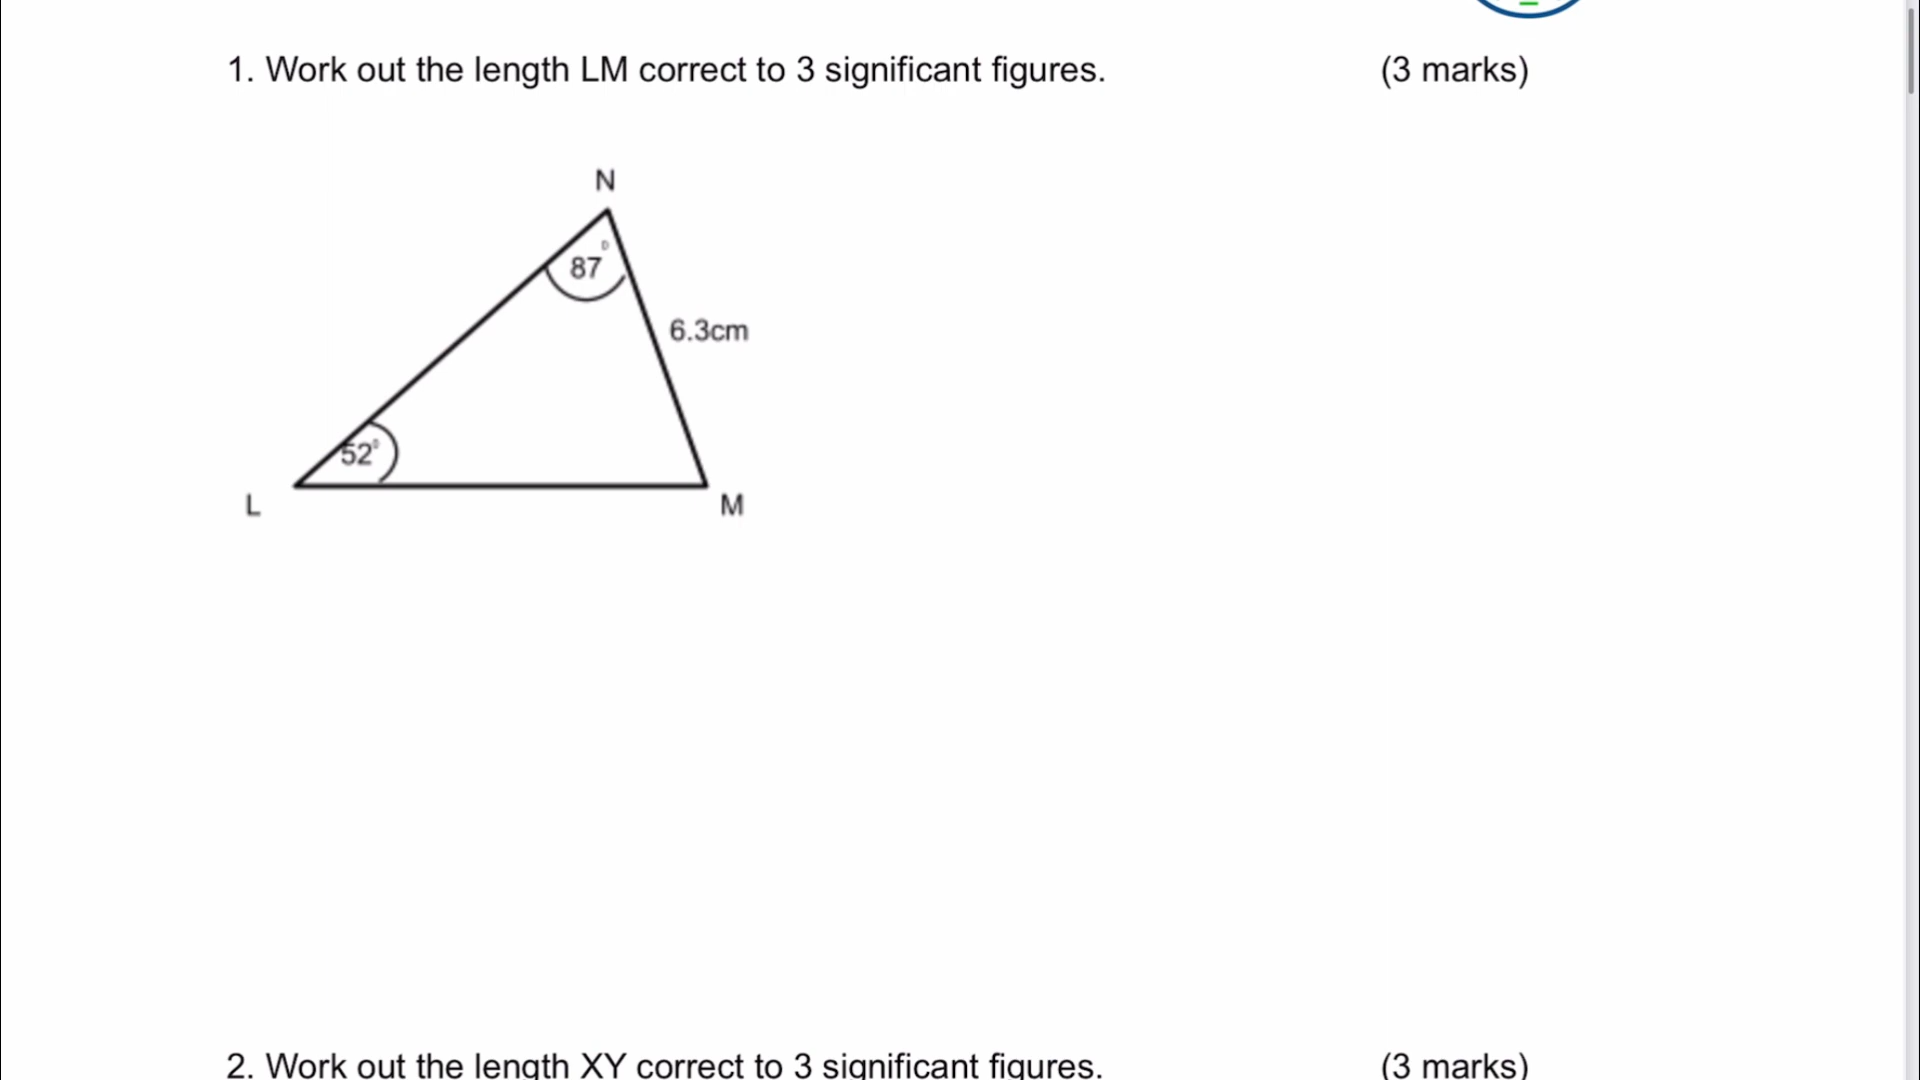 1. Work out the length LM correct to 3 significant figures. (3 marks)
N
87°
6.3cm
52°
L M
2. Work out the length XY correct to 3 significant figures. (3 marks)